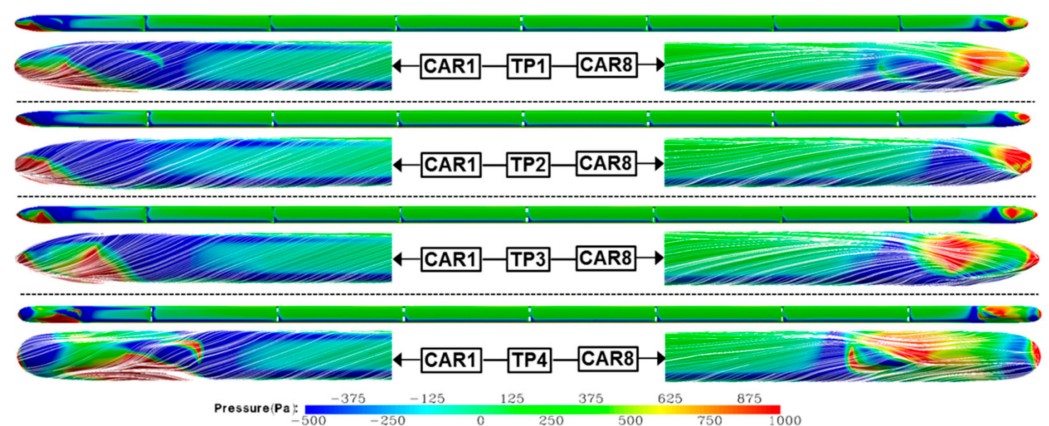 CAR1 TP1 CAR8
CAR1 TP2 CAR8
CAR1 TP3 CAR8
CAR1 TP4 CAR8
−375 −125 125 375 625 875
Pressure(Pa):
−500 −250 0 250 500 750 1000